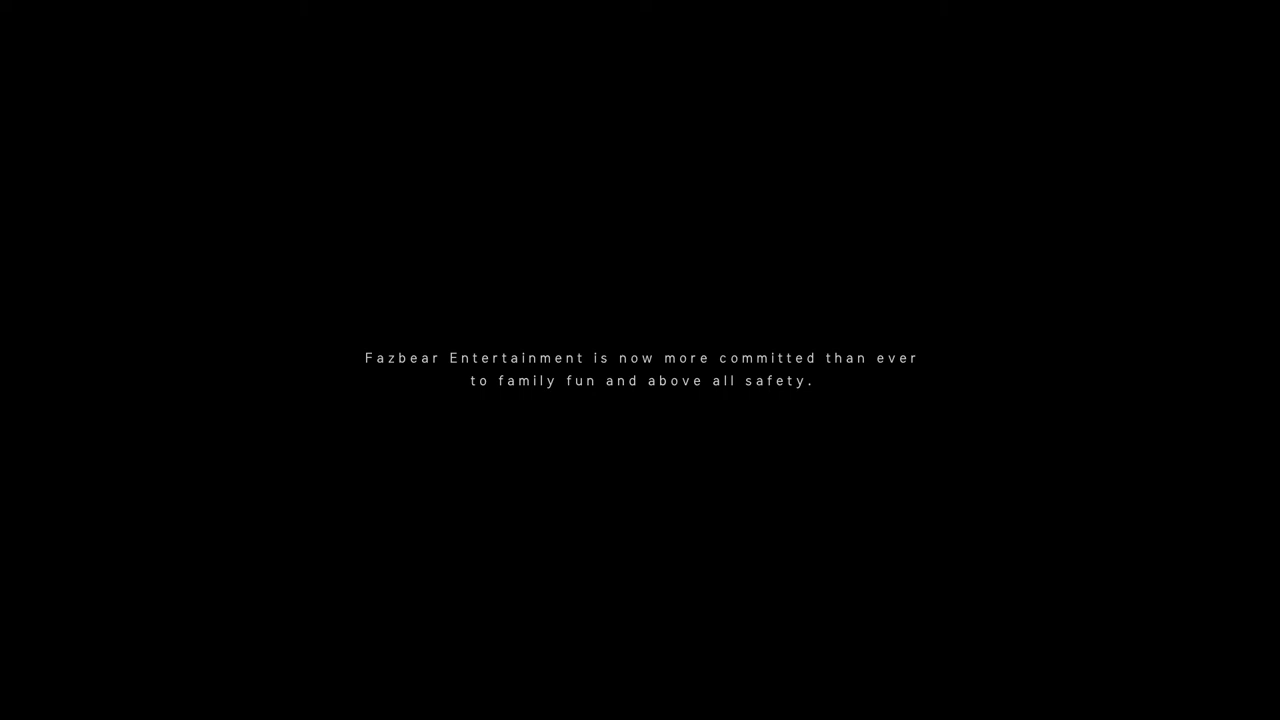 Fazbear Entertainment is now more committed than ever
to family fun and above all safety.